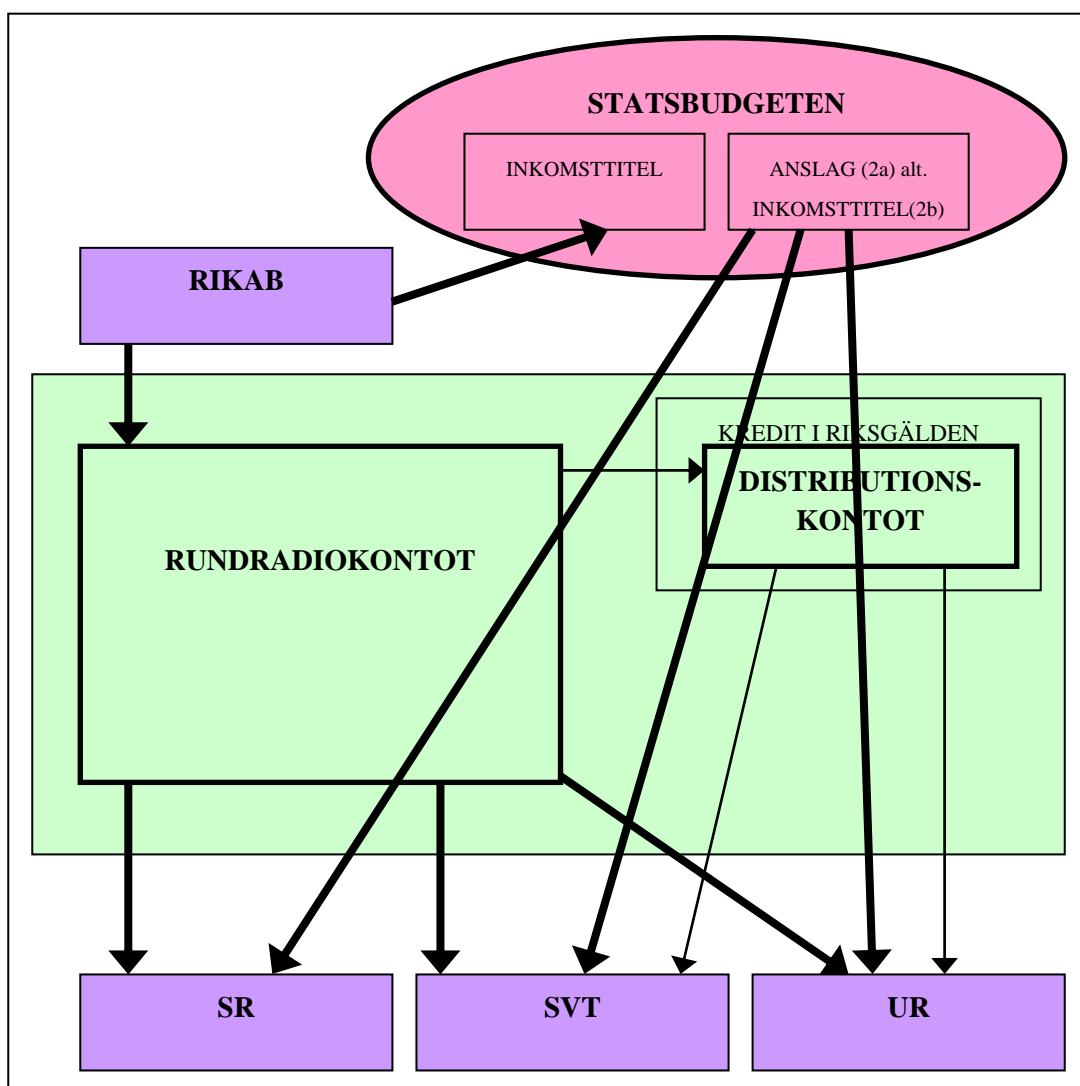 STATSBUDGETEN
INKOMSTTITEL
ANSLAG (2a) alt.
INKOMSTTITEL(2b)
RIKAB
KREDIT I RIKSGÄLDEN
DISTRIBUTIONS-
KONTOT
RUNDRADIOKONTOT
SR
SVT
UR